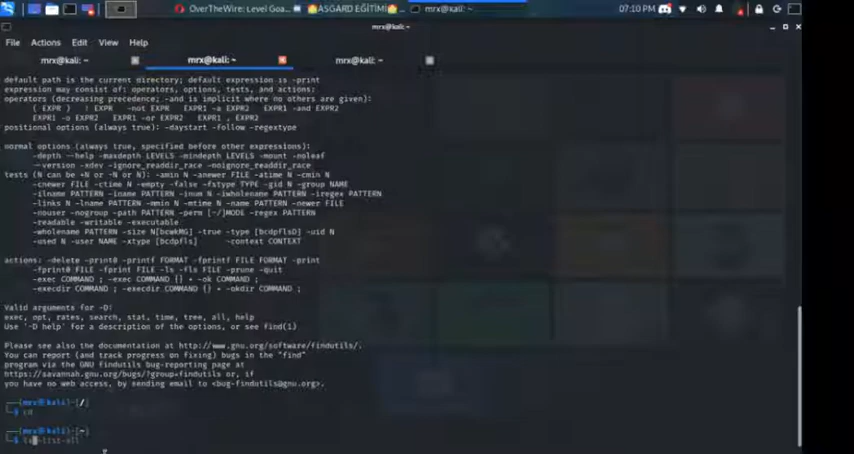 OverTheWire: Level Goa...
ASGARD EĞİTİMİ
mrx@kali: ~
07:10 PM
mrx@kali: ~
File Actions Edit View Help
mrx@kali: ~
mrx@kali: ~
mrx@kali: ~
default path is the current directory; default expression is -print
expression may consist of: operators, options, tests, and actions:
operators (decreasing precedence; -and is implicit where no others are given):
( EXPR ) ! EXPR -not EXPR EXPR1 -a EXPR2 EXPR1 -and EXPR2
EXPR1 -o EXPR2 EXPR1 -or EXPR2 EXPR1 , EXPR2
positional options (always true): -daystart -follow -regextype
normal options (always true, specified before other expressions):
-depth --help -maxdepth LEVELS -mindepth LEVELS -mount -noleaf
--version -xdev -ignore_readdir_race -noignore_readdir_race
tests (N can be +N or -N or N): -amin N -anewer FILE -atime N -cmin N
-cnewer FILE -ctime N -empty -false -fstype TYPE -gid N -group NAME
-ilname PATTERN -iname PATTERN -inum N -iwholename PATTERN -iregex PATTERN
-links N -lname PATTERN -mmin N -mtime N -name PATTERN -newer FILE
-nouser -nogroup -path PATTERN -perm [-/]MODE -regex PATTERN
-readable -writable -executable
-wholename PATTERN -size N[bcwkMG] -true -type [bcdpflsD] -uid N
-used N -user NAME -xtype [bcdpfls] -context CONTEXT
actions: -delete -print0 -printf FORMAT -fprintf FILE FORMAT -print
-fprint0 FILE -fprint FILE -ls -fls FILE -prune -quit
-exec COMMAND ; -exec COMMAND {} + -ok COMMAND ;
-execdir COMMAND ; -execdir COMMAND {} + -okdir COMMAND ;
Valid arguments for -D:
exec, opt, rates, search, stat, time, tree, all, help
Use '-D help' for a description of the options, or see find(1)
Please see also the documentation at http://www.gnu.org/software/findutils/.
You can report (and track progress on fixing) bugs in the "find"
program via the GNU findutils bug-reporting page at
https://savannah.gnu.org/bugs/?group=findutils or, if
you have no web access, by sending email to <bug-findutils@gnu.org>.
(mrx㉿kali)-[/]
$ cd
(mrx㉿kali)-[~]
$